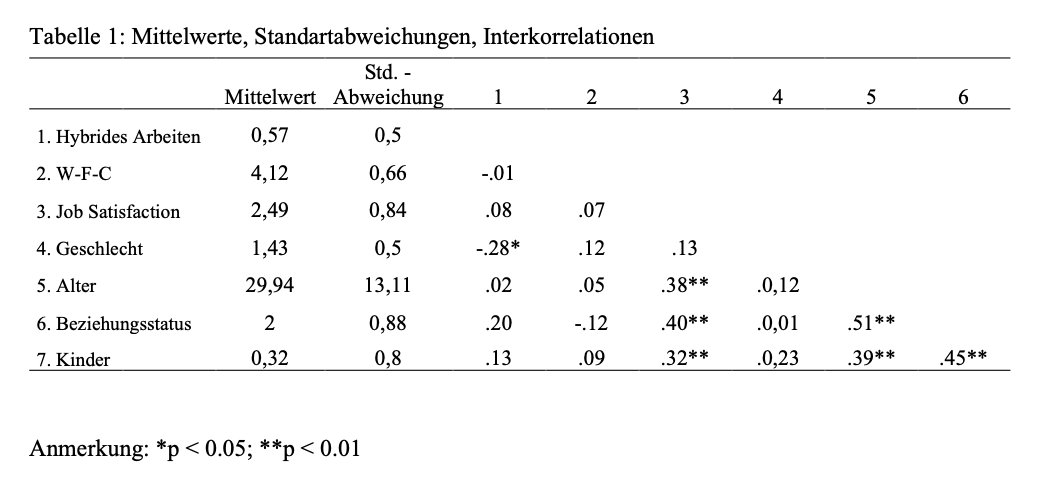 Tabelle 1: Mittelwerte, Standartabweichungen, Interkorrelationen
Std. -
Mittelwert Abweichung 1 2 3 4 5 6
1. Hybrides Arbeiten 0,57 0,5
2. W-F-C 4,12 0,66 -.01
3. Job Satisfaction 2,49 0,84 .08 .07
4. Geschlecht 1,43 0,5 -.28* .12 .13
5. Alter 29,94 13,11 .02 .05 .38** .0,12
6. Beziehungsstatus 2 0,88 .20 -.12 .40** .0,01 .51**
7. Kinder 0,32 0,8 .13 .09 .32** .0,23 .39** .45**
Anmerkung: *p < 0.05; **p < 0.01